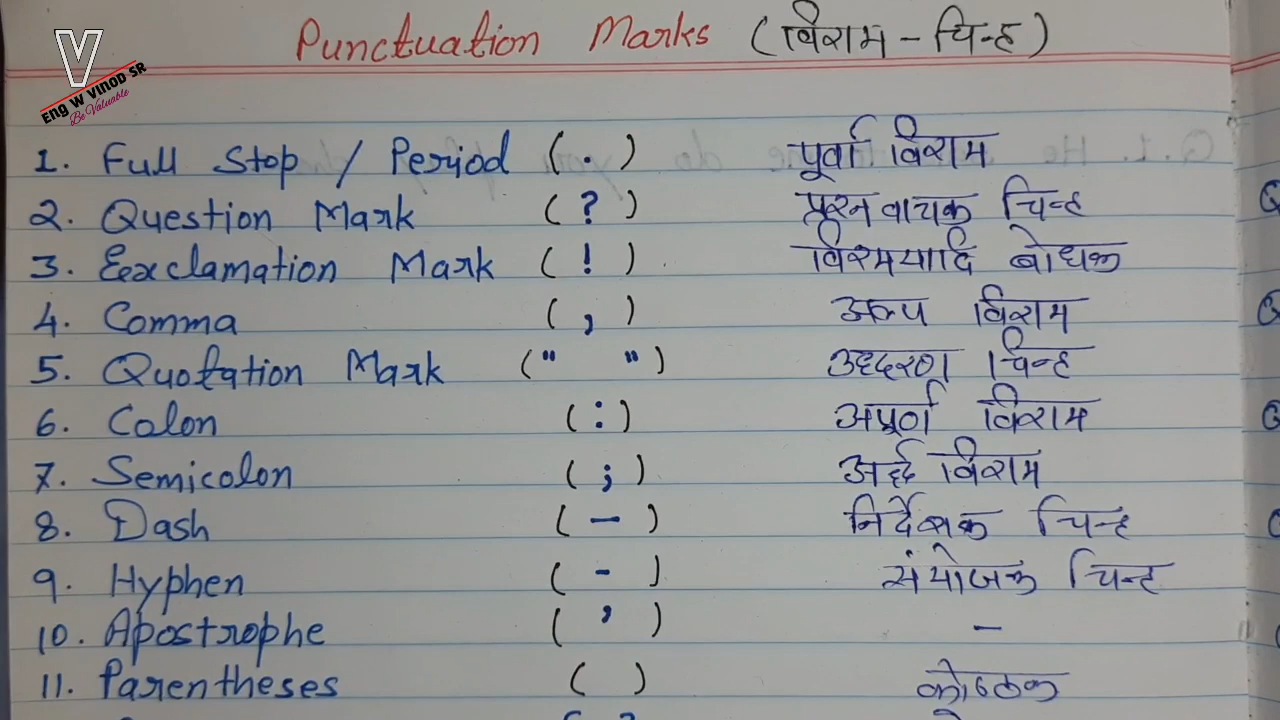 Punctuation Marks (विराम - चिन्ह)
V
Eng W VINOD SR
Be Valuable
1. Full Stop / Period ( . ) पूर्ण विराम
2. Question Mark ( ? ) प्रश्नवाचक चिन्ह
3. Eexclamation Mark ( ! ) विस्मयादि बोधक
4. Comma ( , ) अल्प विराम
5. Quotation Mark (" ") उद्दरण चिन्ह
6. Colon ( : ) अपूर्ण विराम
7. Semicolon ( ; ) अर्द्ध विराम
8. Dash ( — ) निर्देशक चिन्ह
9. Hyphen ( - ) संयोजक चिन्ह
10. Apostrophe ( ' ) —
11. Parentheses ( ) कोष्ठक